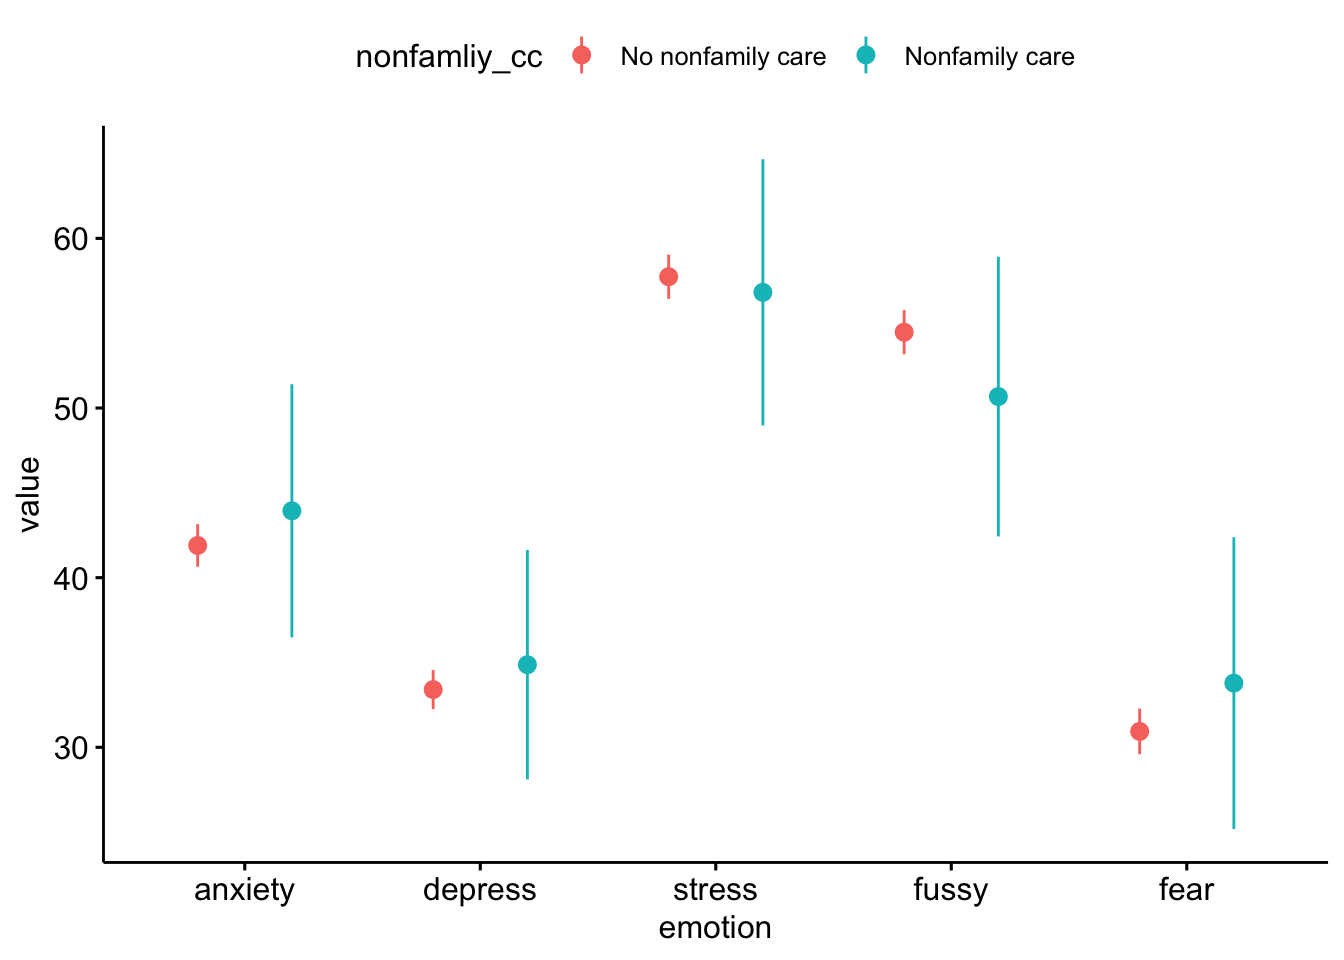 nonfamliy_cc No nonfamily care Nonfamily care
value
60
50
40
30
anxiety depress stress fussy fear
emotion